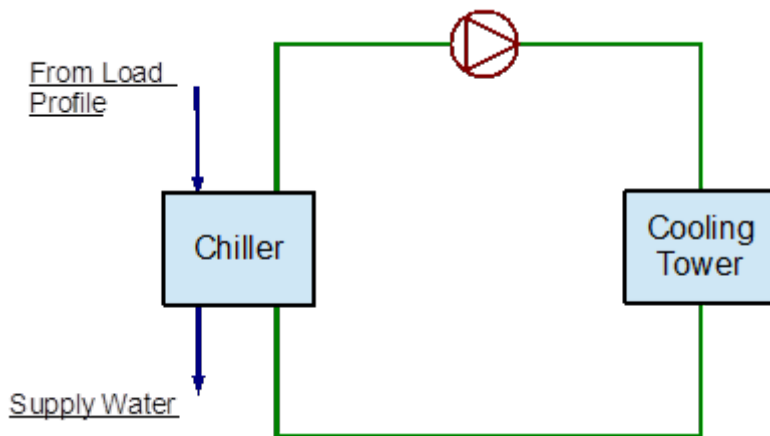 From Load
Profile
Chiller
Cooling
Tower
Supply Water